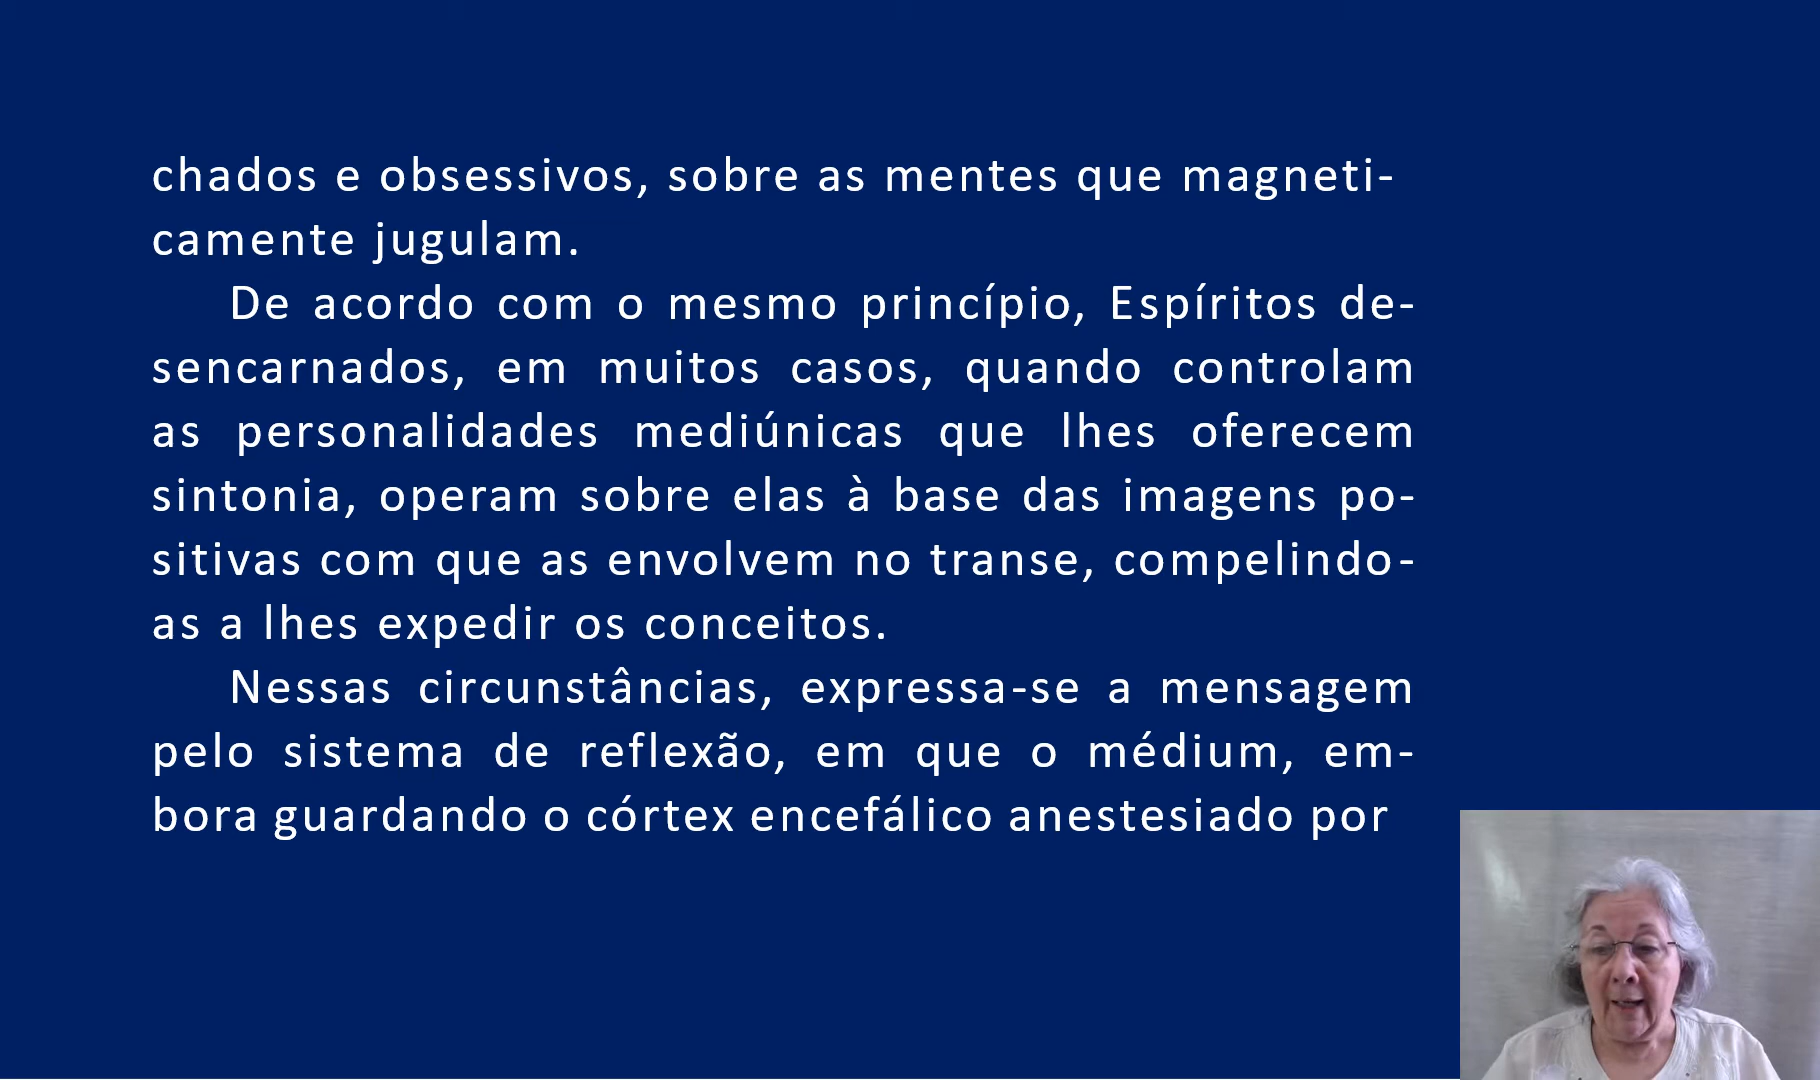 chados e obsessivos, sobre as mentes que magneti-
camente jugulam.
De acordo com o mesmo princípio, Espíritos de-
sencarnados, em muitos casos, quando controlam
as personalidades mediúnicas que lhes oferecem
sintonia, operam sobre elas à base das imagens po-
sitivas com que as envolvem no transe, compelindo-
as a lhes expedir os conceitos.
Nessas circunstâncias, expressa-se a mensagem
pelo sistema de reflexão, em que o médium, em-
bora guardando o córtex encefálico anestesiado por